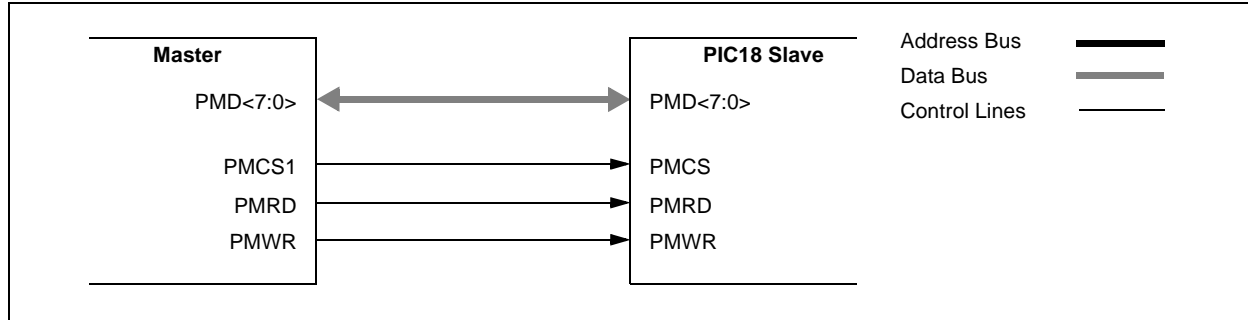 Master
PMD<7:0>
PMCS1
PMRD
PMWR
PIC18 Slave
PMD<7:0>
PMCS
PMRD
PMWR
Address Bus
Data Bus
Control Lines